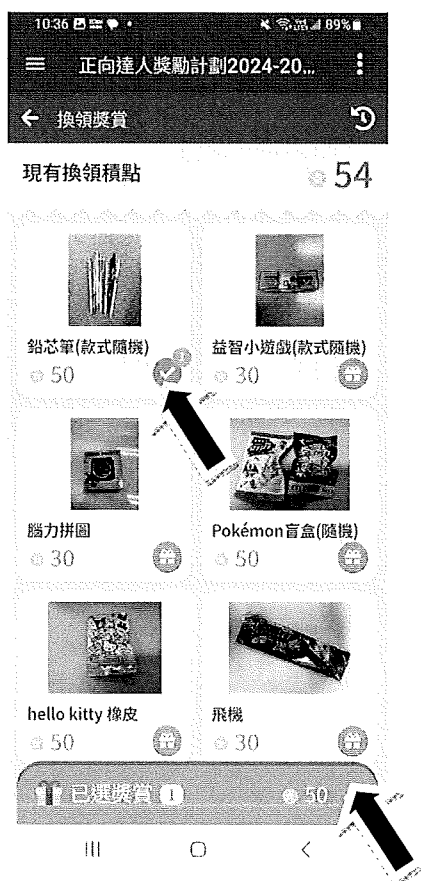 10:36 89%
正向達人獎勵計劃2024-20...
換領獎賞
現有換領積點 54
鉛芯筆(款式隨機) 益智小遊戲(款式隨機)
50 1 30
腦力拼圖 Pokémon盲盒(隨機)
30 50
hello kitty 橡皮 飛機
50 30
已選獎賞 1 50